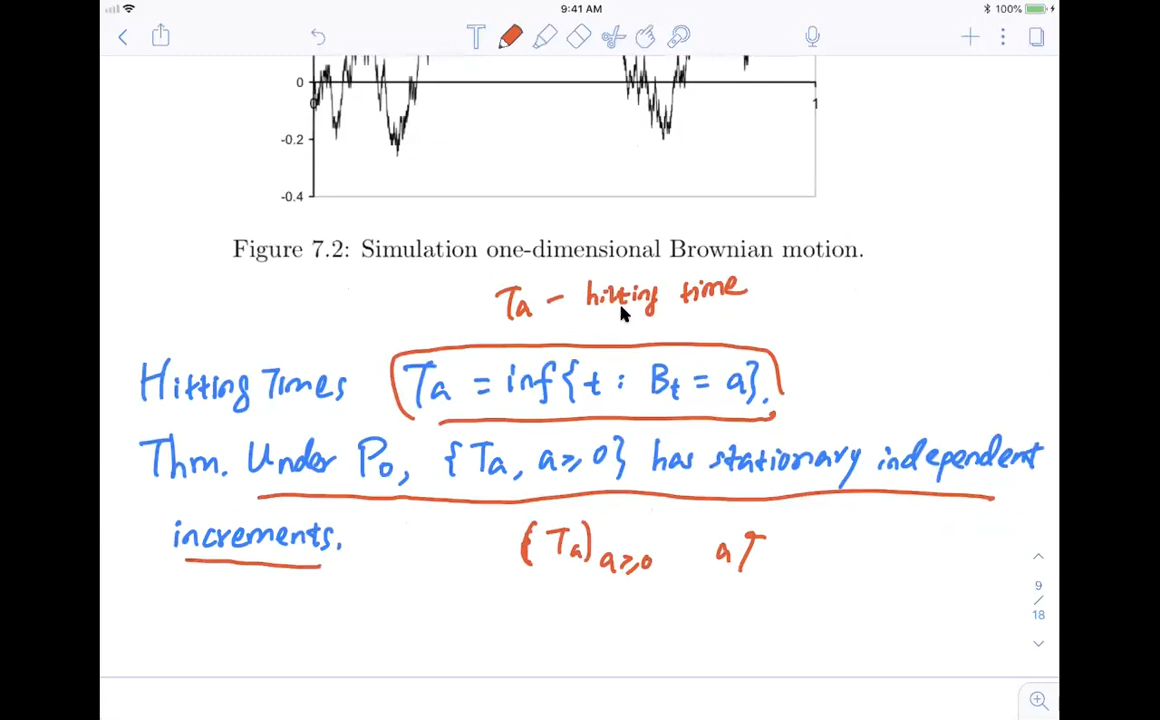 9:41 AM
100%
T
0
0
1
-0.2
-0.4
Figure 7.2: Simulation one-dimensional Brownian motion.
Ta - hitting time
Hitting Times Ta = inf{t : Bt = a}.
Thm. Under P0, {Ta, a≥0} has stationary independent
increments. (Ta)a≥0 a↑
9
/
18